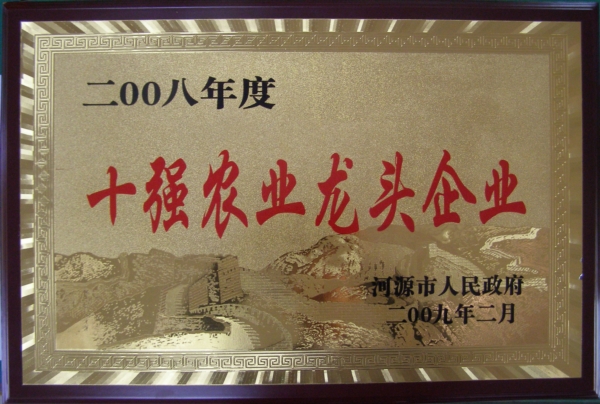 二00八年度
十强农业龙头企业
河源市人民政府
二00九年二月